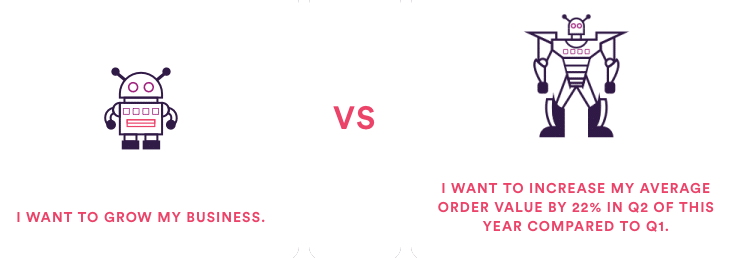 I WANT TO GROW MY BUSINESS.
VS
I WANT TO INCREASE MY AVERAGE
ORDER VALUE BY 22% IN Q2 OF THIS
YEAR COMPARED TO Q1.